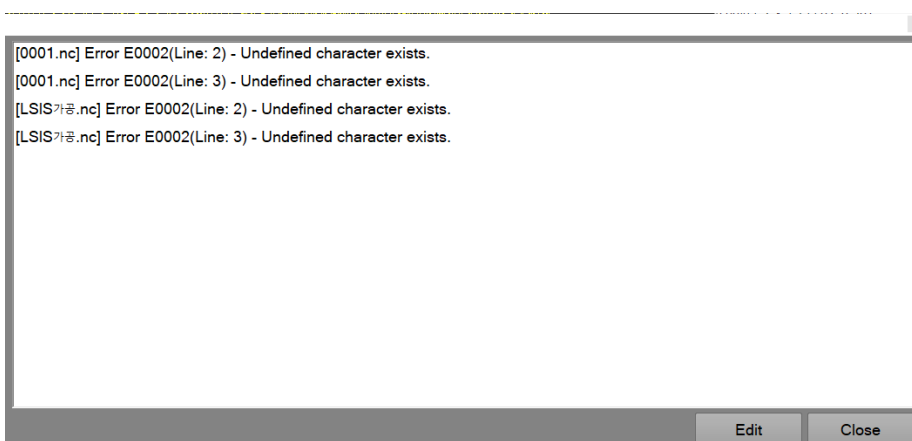 [0001.nc] Error E0002(Line: 2) - Undefined character exists.
[0001.nc] Error E0002(Line: 3) - Undefined character exists.
[LSIS가공.nc] Error E0002(Line: 2) - Undefined character exists.
[LSIS가공.nc] Error E0002(Line: 3) - Undefined character exists.
Edit Close